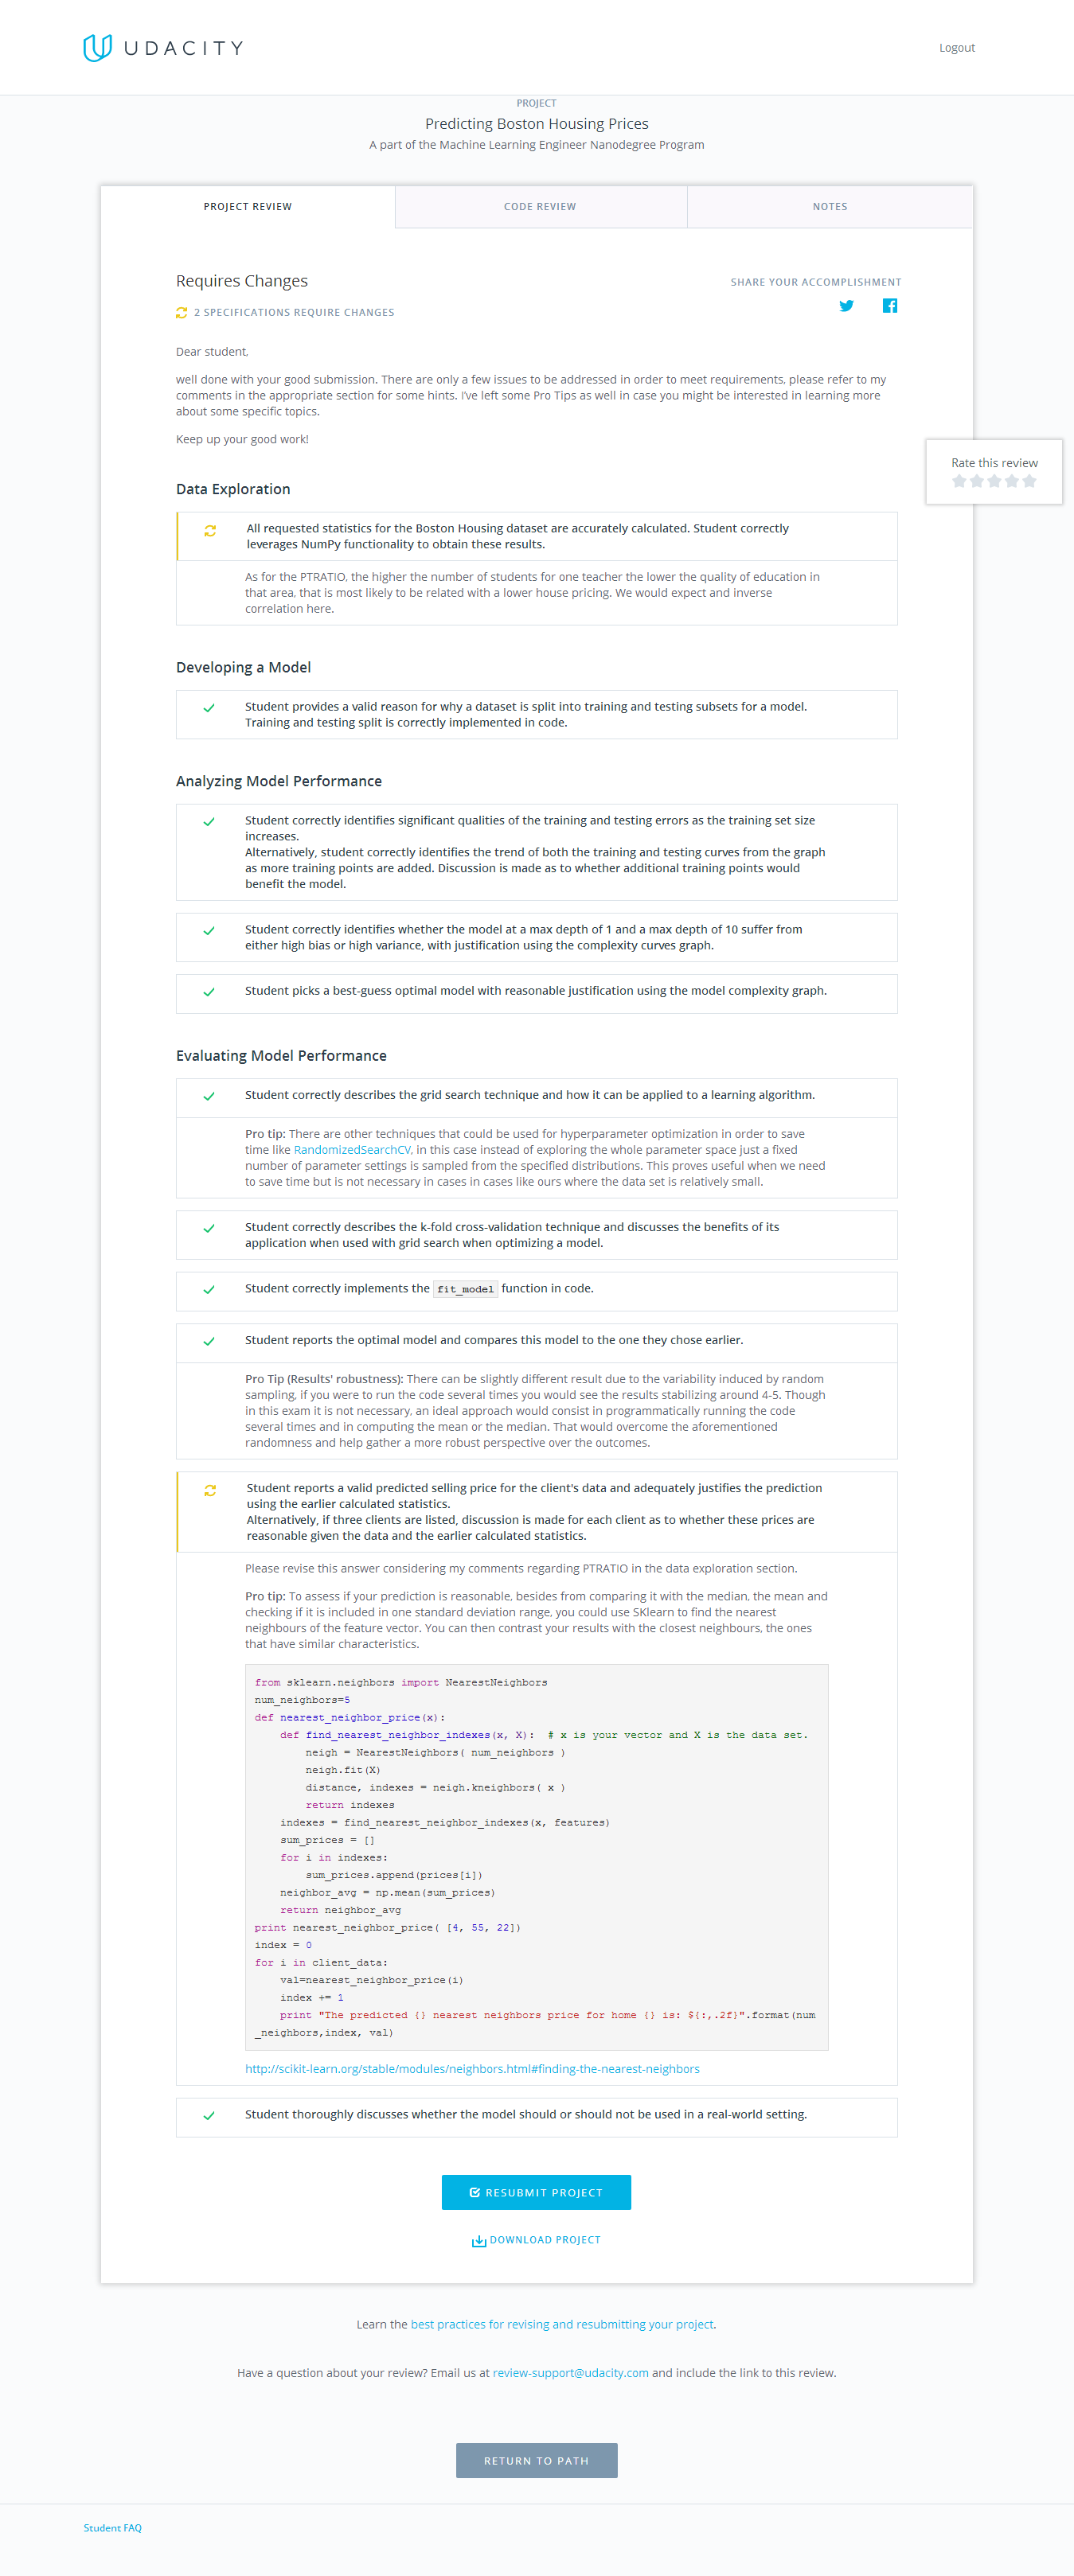 UDACITY
Logout
PROJECT
Predicting Boston Housing Prices
A part of the Machine Learning Engineer Nanodegree Program
PROJECT REVIEW
CODE REVIEW
NOTES
Requires Changes
SHARE YOUR ACCOMPLISHMENT
2 SPECIFICATIONS REQUIRE CHANGES
Dear student,
well done with your good submission. There are only a few issues to be addressed in order to meet requirements, please refer to my
comments in the appropriate section for some hints. I've left some Pro Tips as well in case you might be interested in learning more
about some specific topics.
Keep up your good work!
Rate this review
Data Exploration
All requested statistics for the Boston Housing dataset are accurately calculated. Student correctly
leverages NumPy functionality to obtain these results.
As for the PTRATIO, the higher the number of students for one teacher the lower the quality of education in
that area, that is most likely to be related with a lower house pricing. We would expect and inverse
correlation here.
Developing a Model
Student provides a valid reason for why a dataset is split into training and testing subsets for a model.
Training and testing split is correctly implemented in code.
Analyzing Model Performance
Student correctly identifies significant qualities of the training and testing errors as the training set size
increases.
Alternatively, student correctly identifies the trend of both the training and testing curves from the graph
as more training points are added. Discussion is made as to whether additional training points would
benefit the model.
Student correctly identifies whether the model at a max depth of 1 and a max depth of 10 suffer from
either high bias or high variance, with justification using the complexity curves graph.
Student picks a best-guess optimal model with reasonable justification using the model complexity graph.
Evaluating Model Performance
Student correctly describes the grid search technique and how it can be applied to a learning algorithm.
Pro tip: There are other techniques that could be used for hyperparameter optimization in order to save
time like RandomizedSearchCV, in this case instead of exploring the whole parameter space just a fixed
number of parameter settings is sampled from the specified distributions. This proves useful when we need
to save time but is not necessary in cases in cases like ours where the data set is relatively small.
Student correctly describes the k-fold cross-validation technique and discusses the benefits of its
application when used with grid search when optimizing a model.
Student correctly implements the fit_model function in code.
Student reports the optimal model and compares this model to the one they chose earlier.
Pro Tip (Results' robustness): There can be slightly different result due to the variability induced by random
sampling, if you were to run the code several times you would see the results stabilizing around 4-5. Though
in this exam it is not necessary, an ideal approach would consist in programmatically running the code
several times and in computing the mean or the median. That would overcome the aforementioned
randomness and help gather a more robust perspective over the outcomes.
Student reports a valid predicted selling price for the client's data and adequately justifies the prediction
using the earlier calculated statistics.
Alternatively, if three clients are listed, discussion is made for each client as to whether these prices are
reasonable given the data and the earlier calculated statistics.
Please revise this answer considering my comments regarding PTRATIO in the data exploration section.
Pro tip: To assess if your prediction is reasonable, besides from comparing it with the median, the mean and
checking if it is included in one standard deviation range, you could use SKlearn to find the nearest
neighbours of the feature vector. You can then contrast your results with the closest neighbours, the ones
that have similar characteristics.
from sklearn.neighbors import NearestNeighbors
num_neighbors=5
def nearest_neighbor_price(x):
    def find_nearest_neighbor_indexes(x, X):  # x is your vector and X is the data set.
        neigh = NearestNeighbors( num_neighbors )
        neigh.fit(X)
        distance, indexes = neigh.kneighbors( x )
        return indexes
    indexes = find_nearest_neighbor_indexes(x, features)
    sum_prices = []
    for i in indexes:
        sum_prices.append(prices[i])
    neighbor_avg = np.mean(sum_prices)
    return neighbor_avg
print nearest_neighbor_price( [4, 55, 22])
index = 0
for i in client_data:
    val=nearest_neighbor_price(i)
    index += 1
    print "The predicted {} nearest neighbors price for home {} is: ${:,.2f}".format(num
_neighbors,index, val)
http://scikit-learn.org/stable/modules/neighbors.html#finding-the-nearest-neighbors
Student thoroughly discusses whether the model should or should not be used in a real-world setting.
RESUBMIT PROJECT
DOWNLOAD PROJECT
Learn the best practices for revising and resubmitting your project.
Have a question about your review? Email us at review-support@udacity.com and include the link to this review.
RETURN TO PATH
Student FAQ